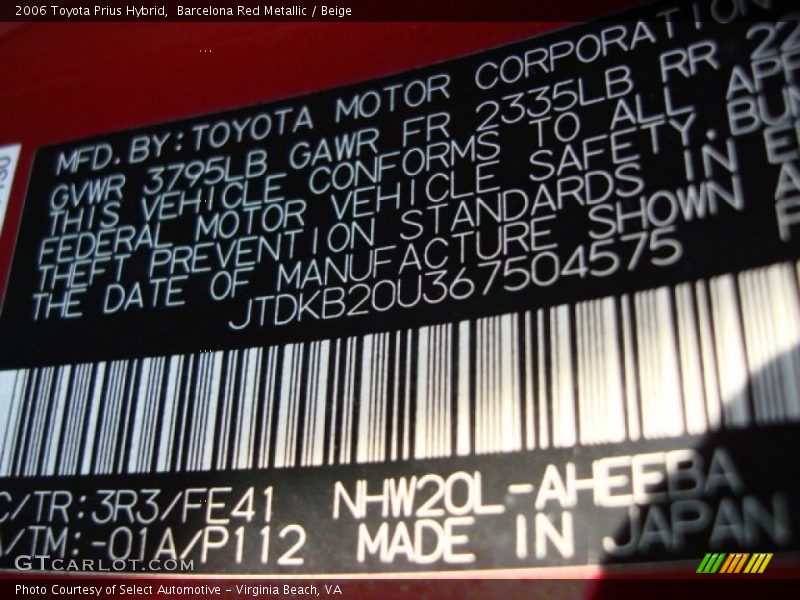 2006 Toyota Prius Hybrid,  Barcelona Red Metallic / Beige
MFD. BY: TOYOTA MOTOR CORPORATION
GVWR 3795LB GAWR FR 2335LB RR
THIS VEHICLE CONFORMS TO ALL
FEDERAL MOTOR VEHICLE SAFETY,
THEFT PREVENTION STANDARDS IN
THE DATE OF MANUFACTURE SHOWN
JTDKB20U367504575
C/TR: 3R3/FE41 NHW20L-AHEEBA
A/TM: -01A/P112 MADE IN JAPAN
GTCARLOT.COM
Photo Courtesy of Select Automotive - Virginia Beach, VA